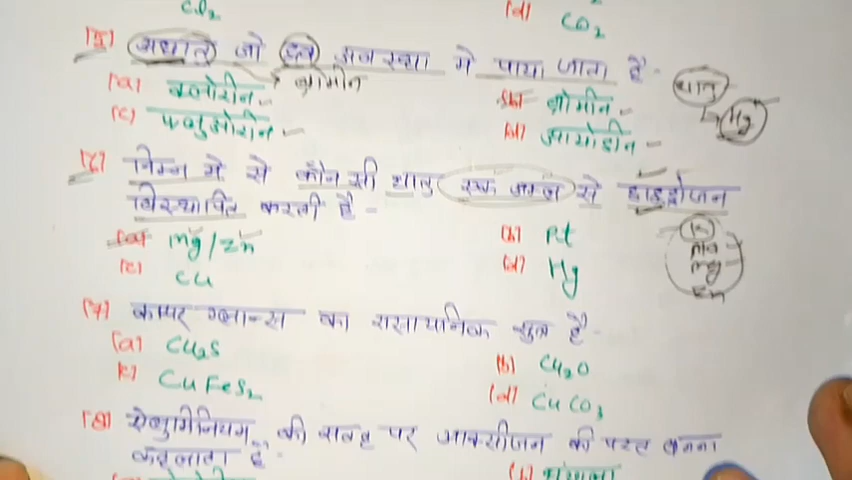 (d) CO₂
(5) अधातु जो द्रव अवस्था में पाया जाता है -
(a) क्लोरीन ब्रोमीन (b) ब्रोमीन
(c) फ्लुओरीन (d) आयोडीन
धातु
Hg
(6) निम्न में से कौन सी धातु अम्ल से हाइड्रोजन
विस्थापित करती है -
(a) Mg/Zn (b) Pt
(c) Cu (d) Hg
K
Na
Mg
Zn
(7) कापर ग्लान्स का रासायनिक सूत्र है -
(a) Cu₂S (b) Cu₂O
(c) CuFeS₂ (d) CuCO₃
(8) ऐलुमिनियम की सतह पर आक्सीजन की परत बनना
कहलाता है -